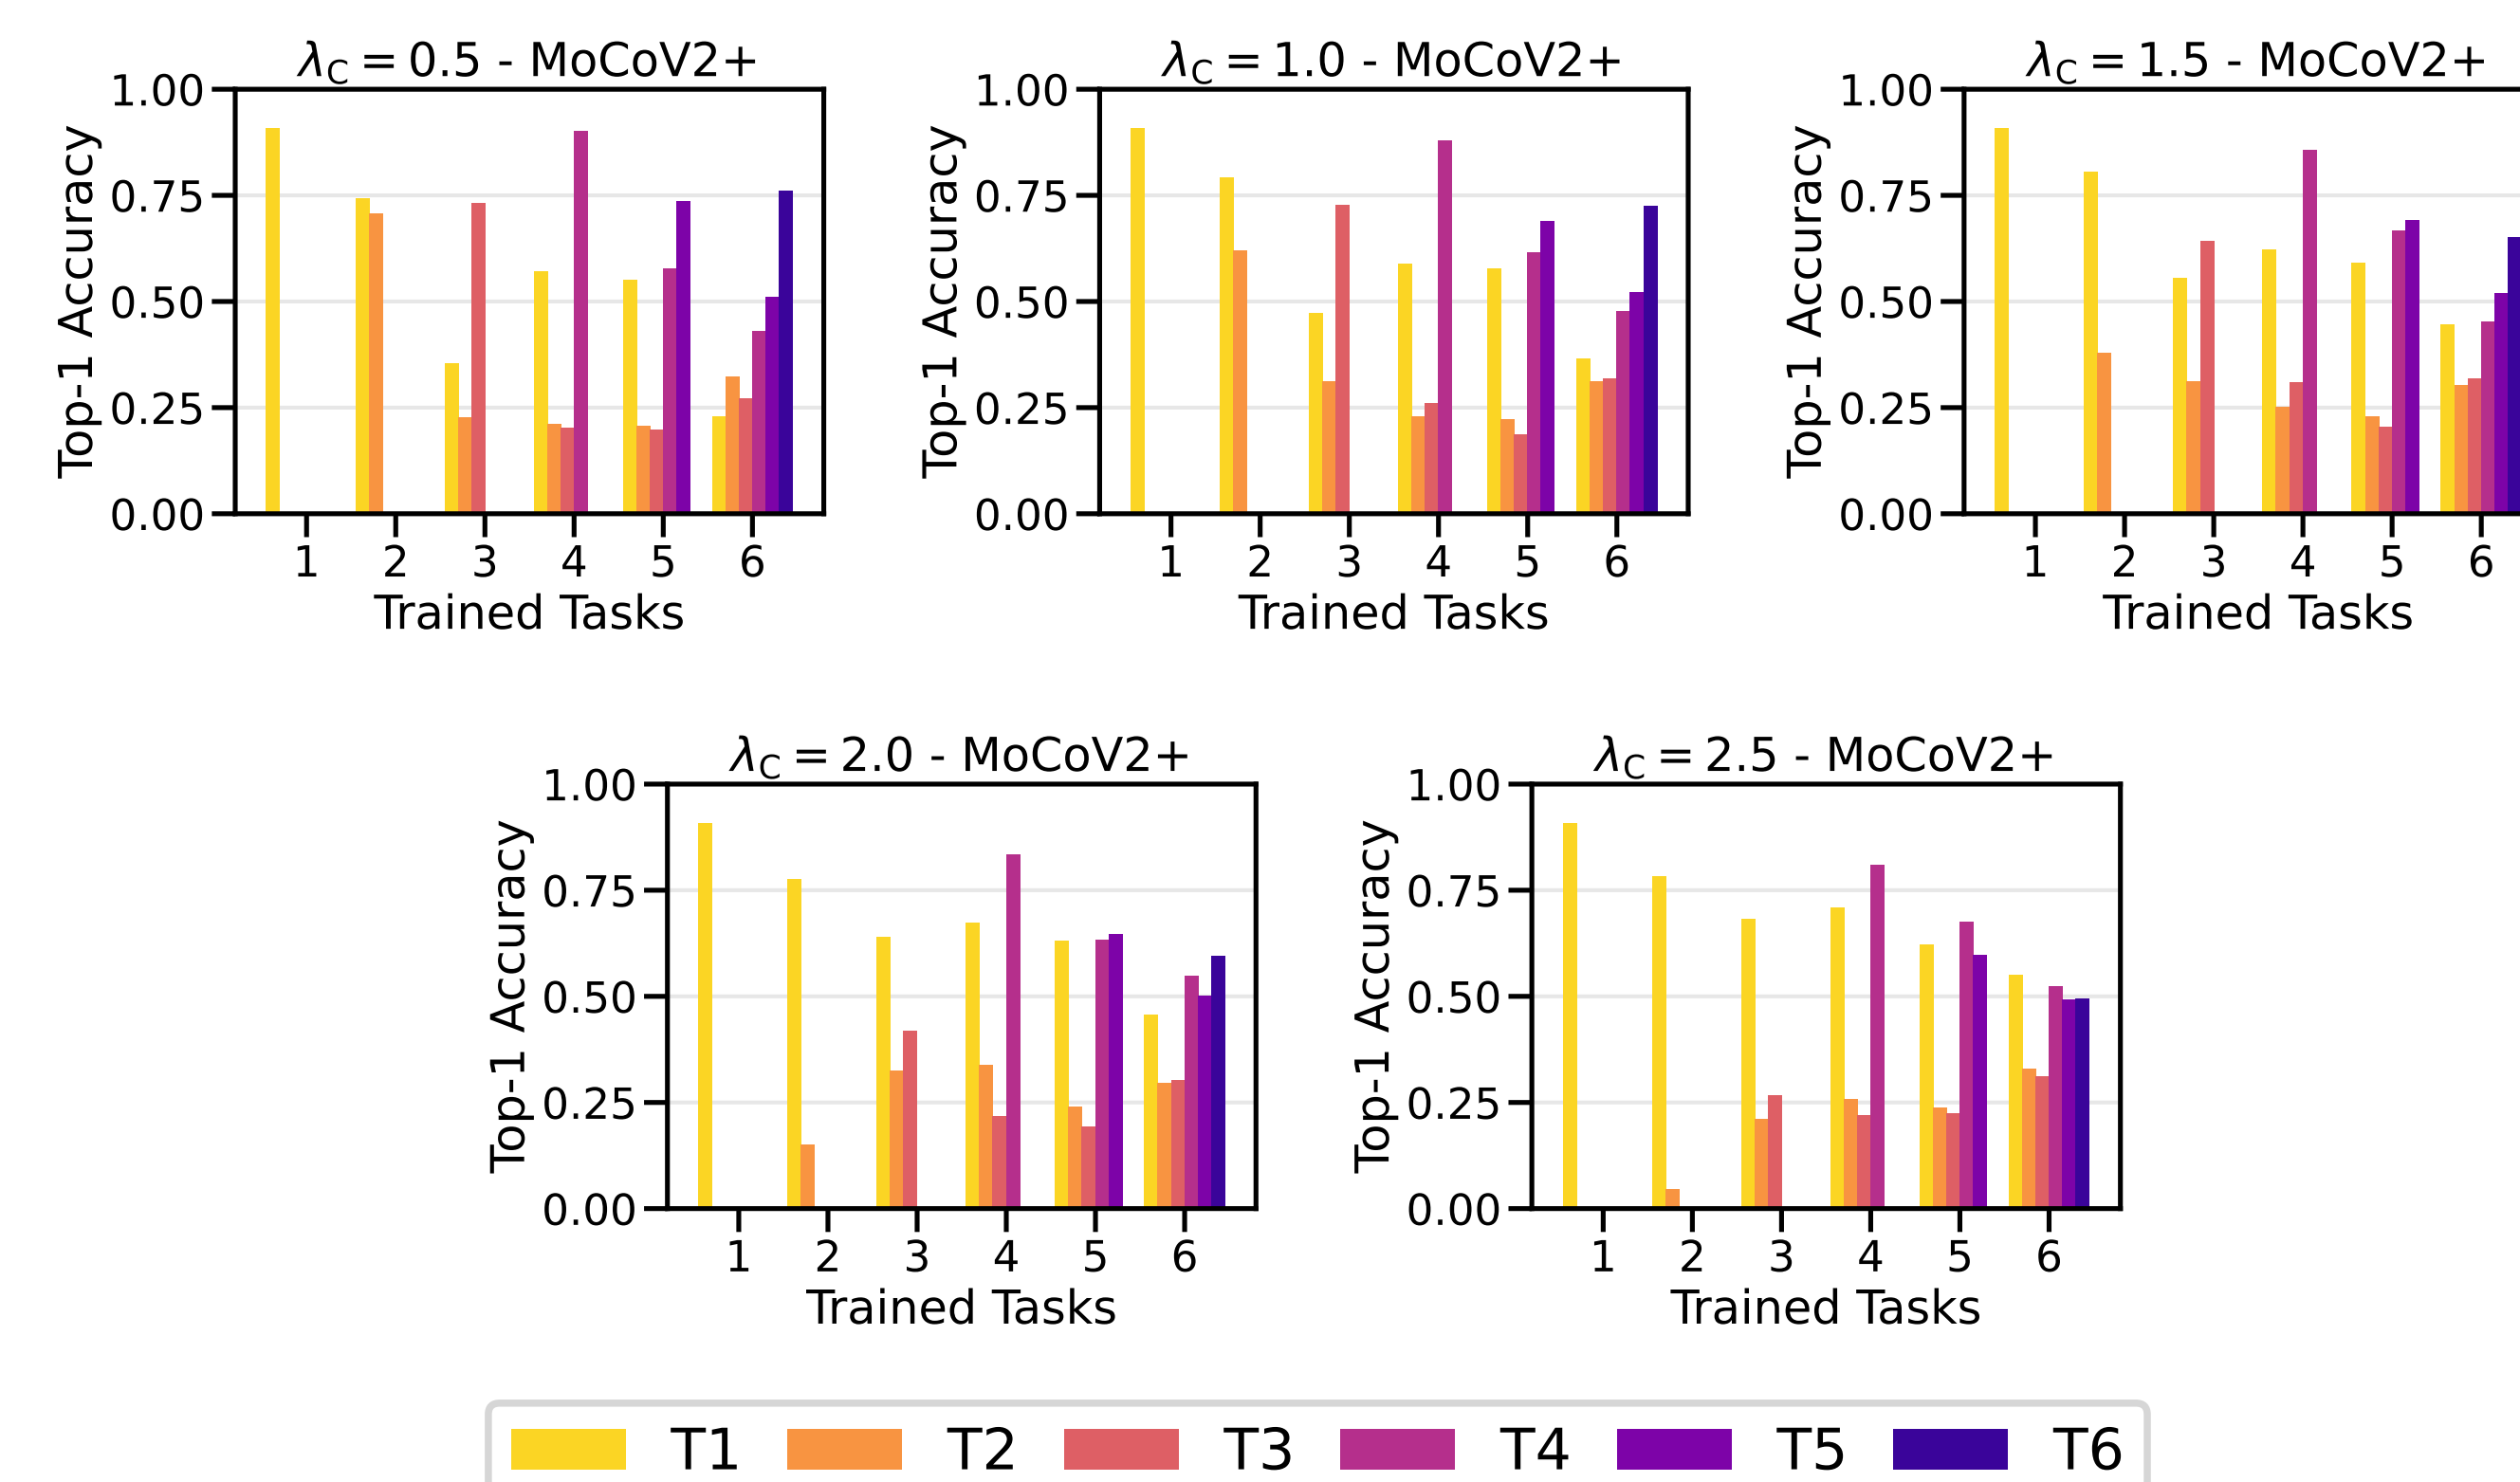 λC = 0.5 - MoCoV2+
1.00
0.75
0.50
0.25
0.00
Top-1 Accuracy
1 2 3 4 5 6
Trained Tasks
λC = 1.0 - MoCoV2+
1.00
0.75
0.50
0.25
0.00
Top-1 Accuracy
1 2 3 4 5 6
Trained Tasks
λC = 1.5 - MoCoV2+
1.00
0.75
0.50
0.25
0.00
Top-1 Accuracy
1 2 3 4 5 6
Trained Tasks
λC = 2.0 - MoCoV2+
1.00
0.75
0.50
0.25
0.00
Top-1 Accuracy
1 2 3 4 5 6
Trained Tasks
λC = 2.5 - MoCoV2+
1.00
0.75
0.50
0.25
0.00
Top-1 Accuracy
1 2 3 4 5 6
Trained Tasks
T1 T2 T3 T4 T5 T6